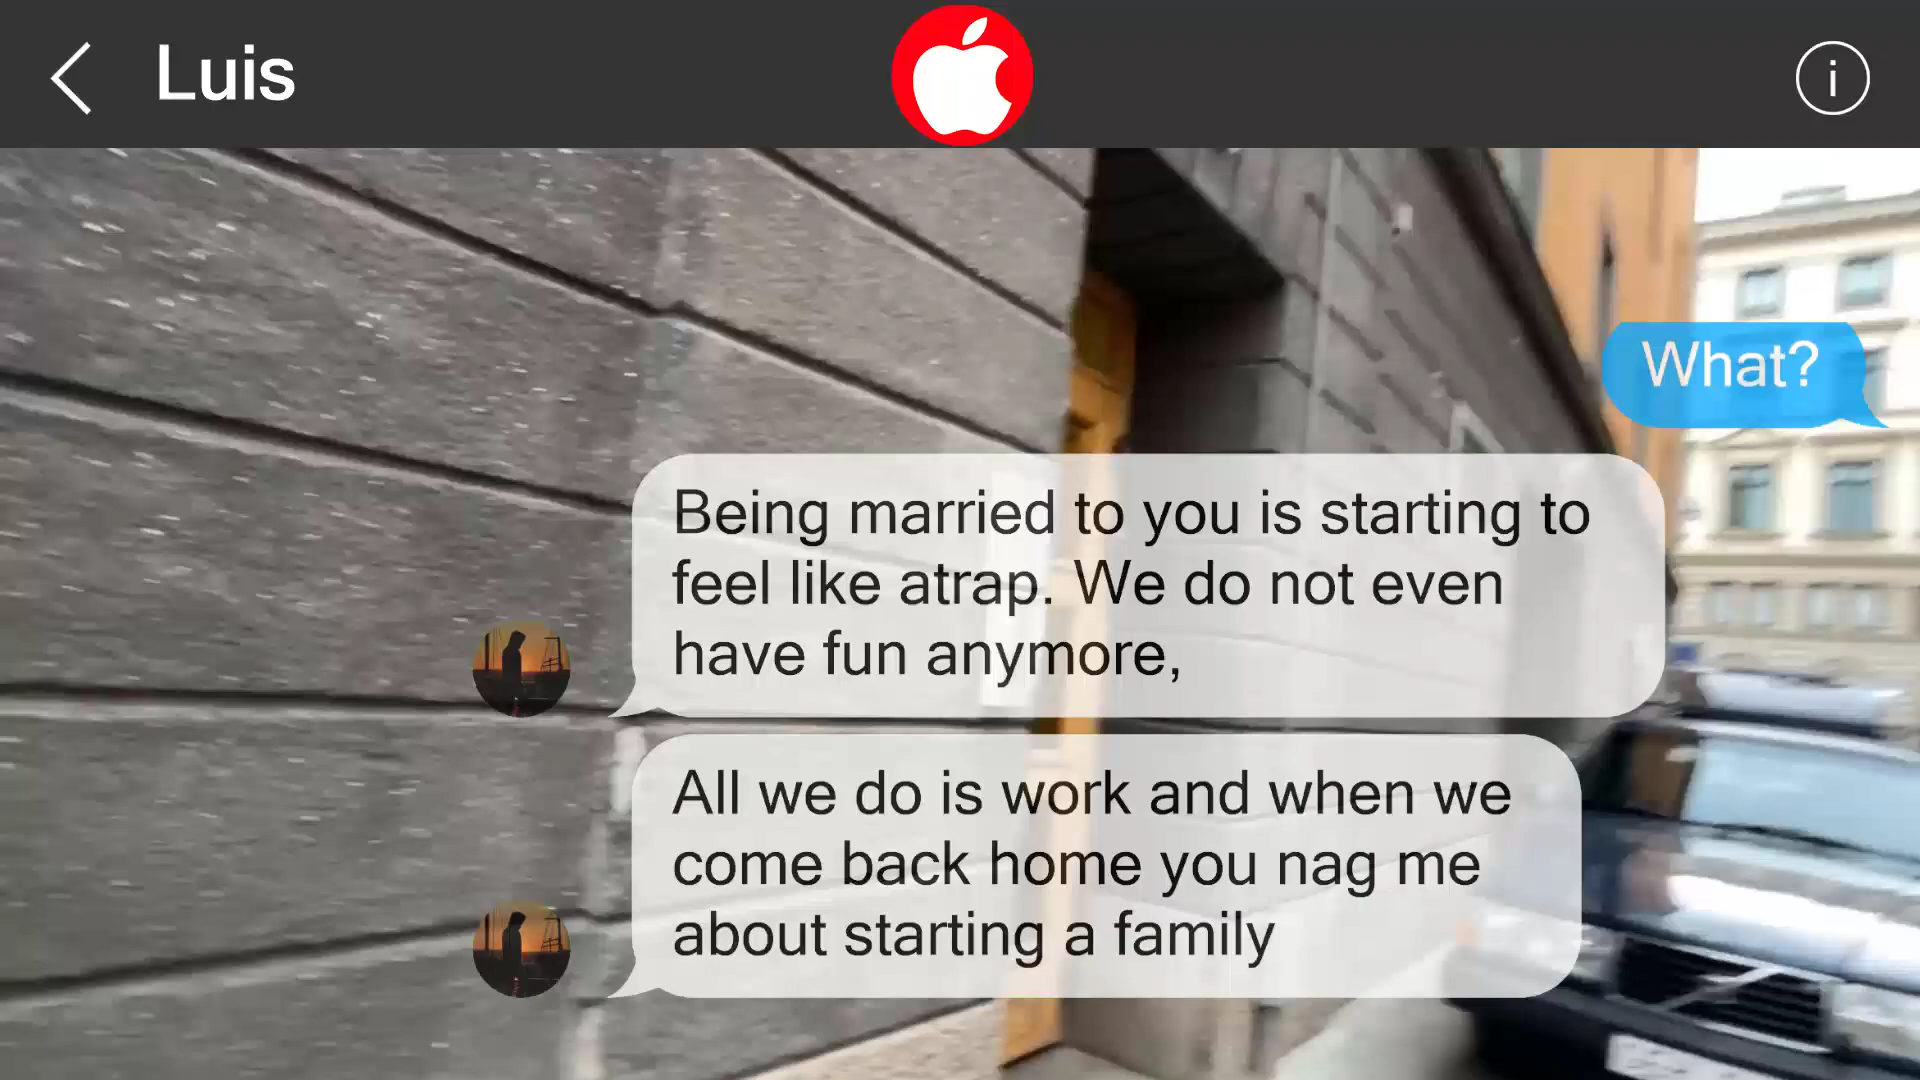 Luis
What?
Being married to you is starting to
feel like atrap. We do not even
have fun anymore,
All we do is work and when we
come back home you nag me
about starting a family